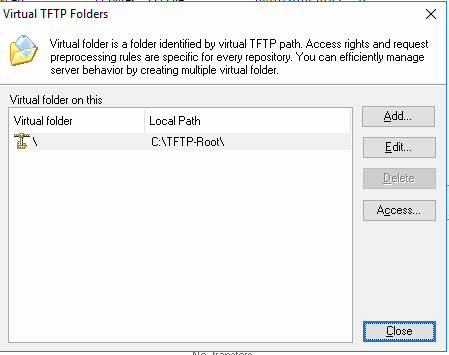 Virtual TFTP Folders
Virtual folder is a folder identified by virtual TFTP path. Access rights and request
preprocessing rules are specific for every repository. You can efficiently manage
server behavior by creating multiple virtual folder.
Virtual folder on this
Virtual folder Local Path
Add...
\ C:\TFTP-Root\
Edit...
Delete
Access...
Close